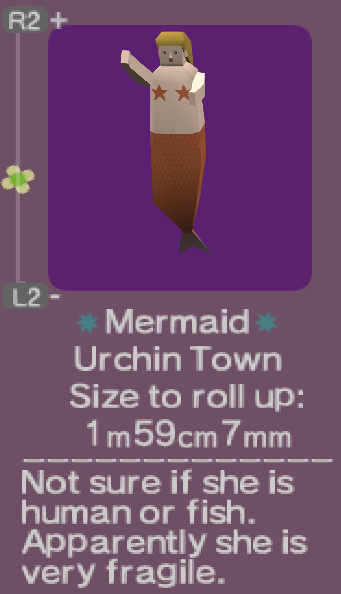 R2 +
L2 -
Mermaid
Urchin Town
Size to roll up:
1m59cm7mm
Not sure if she is
human or fish.
Apparently she is
very fragile.